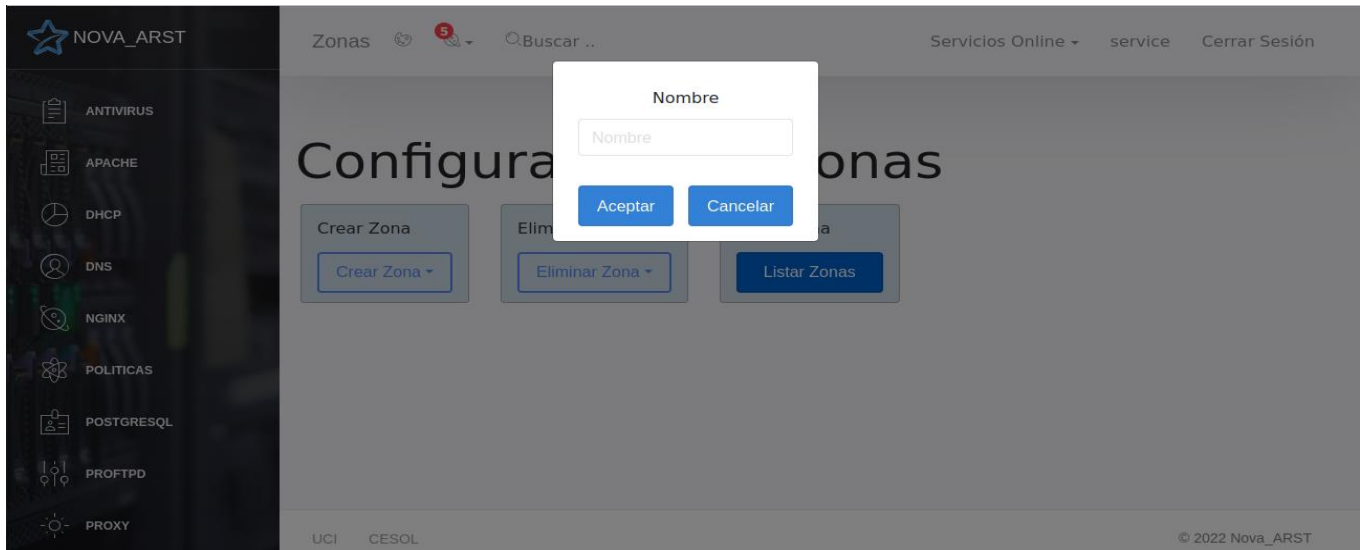 NOVA_ARST
ANTIVIRUS
APACHE
DHCP
DNS
NGINX
POLITICAS
POSTGRESQL
PROFTPD
PROXY
Zonas 5 Buscar .. Servicios Online service Cerrar Sesión
Nombre
Nombre
Aceptar Cancelar
Configura onas
Crear Zona Elim a
Crear Zona Eliminar Zona Listar Zonas
UCI CESOL © 2022 Nova_ARST